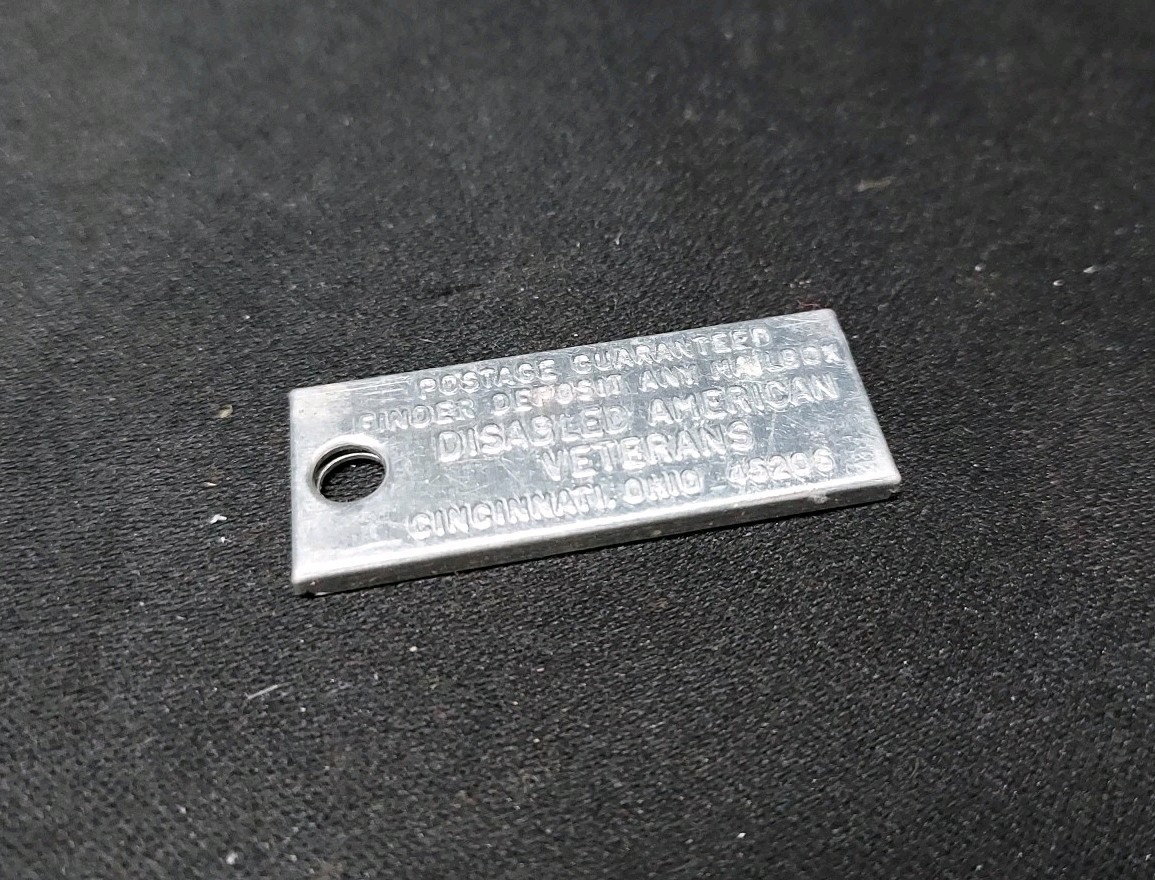 POSTAGE GUARANTEED
FINDER DEPOSIT ANY MAILBOX
DISABLED AMERICAN
VETERANS
CINCINNATI, OHIO 45206